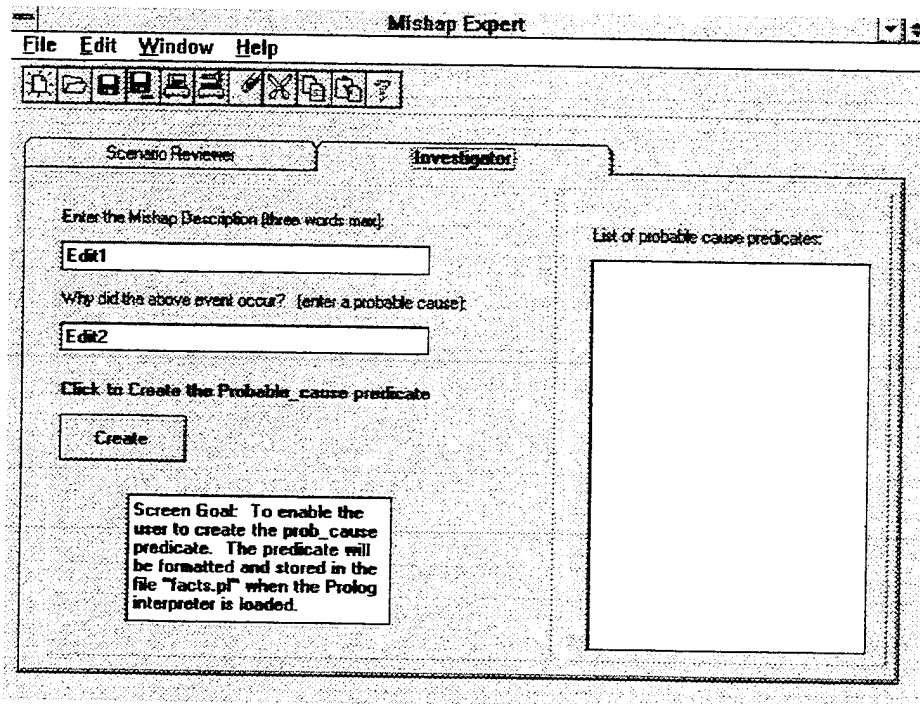 Mishap Expert
File Edit Window Help
Scenario Reviewer Investigator
Enter the Mishap Description (three words max):
Edit1
Why did the above event occur? (enter a probable cause):
Edit2
Click to Create the Probable_cause predicate
Create
Screen Goal: To enable the
user to create the prob_cause
predicate. The predicate will
be formatted and stored in the
file "facts.pl" when the Prolog
interpreter is loaded.
List of probable cause predicates: